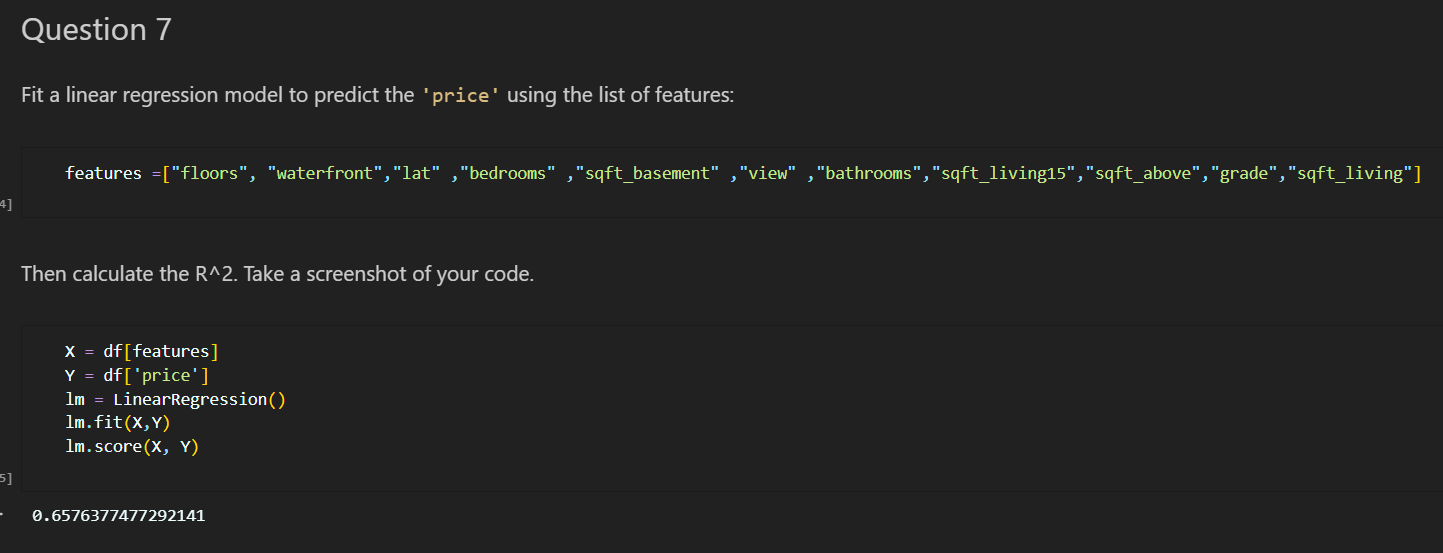 Question 7
Fit a linear regression model to predict the 'price' using the list of features:
features =["floors", "waterfront","lat" ,"bedrooms" ,"sqft_basement" ,"view" ,"bathrooms","sqft_living15","sqft_above","grade","sqft_living"]
4]
Then calculate the R^2. Take a screenshot of your code.
X = df[features]
Y = df['price']
lm = LinearRegression()
lm.fit(X,Y)
lm.score(X, Y)
5]
0.6576377477292141